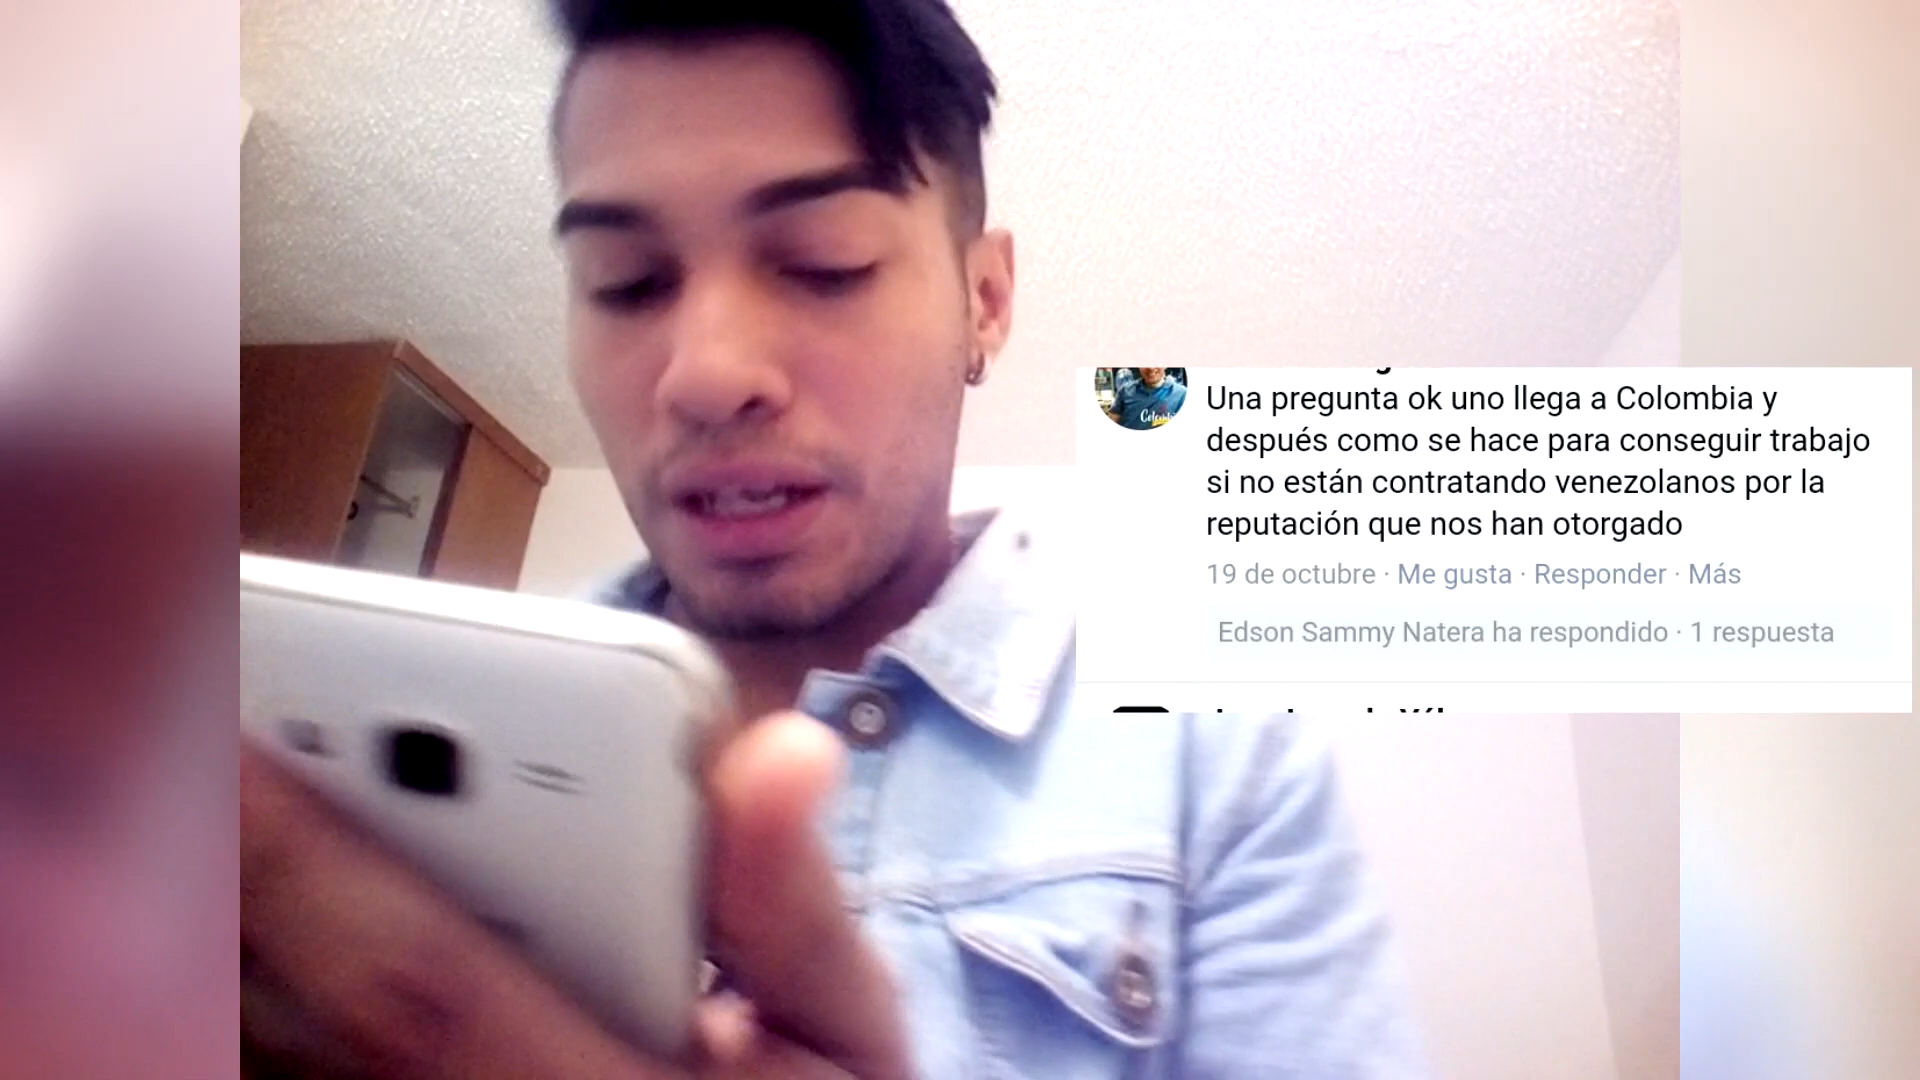 Una pregunta ok uno llega a Colombia y
después como se hace para conseguir trabajo
si no están contratando venezolanos por la
reputación que nos han otorgado
19 de octubre · Me gusta · Responder · Más
Edson Sammy Natera ha respondido · 1 respuesta